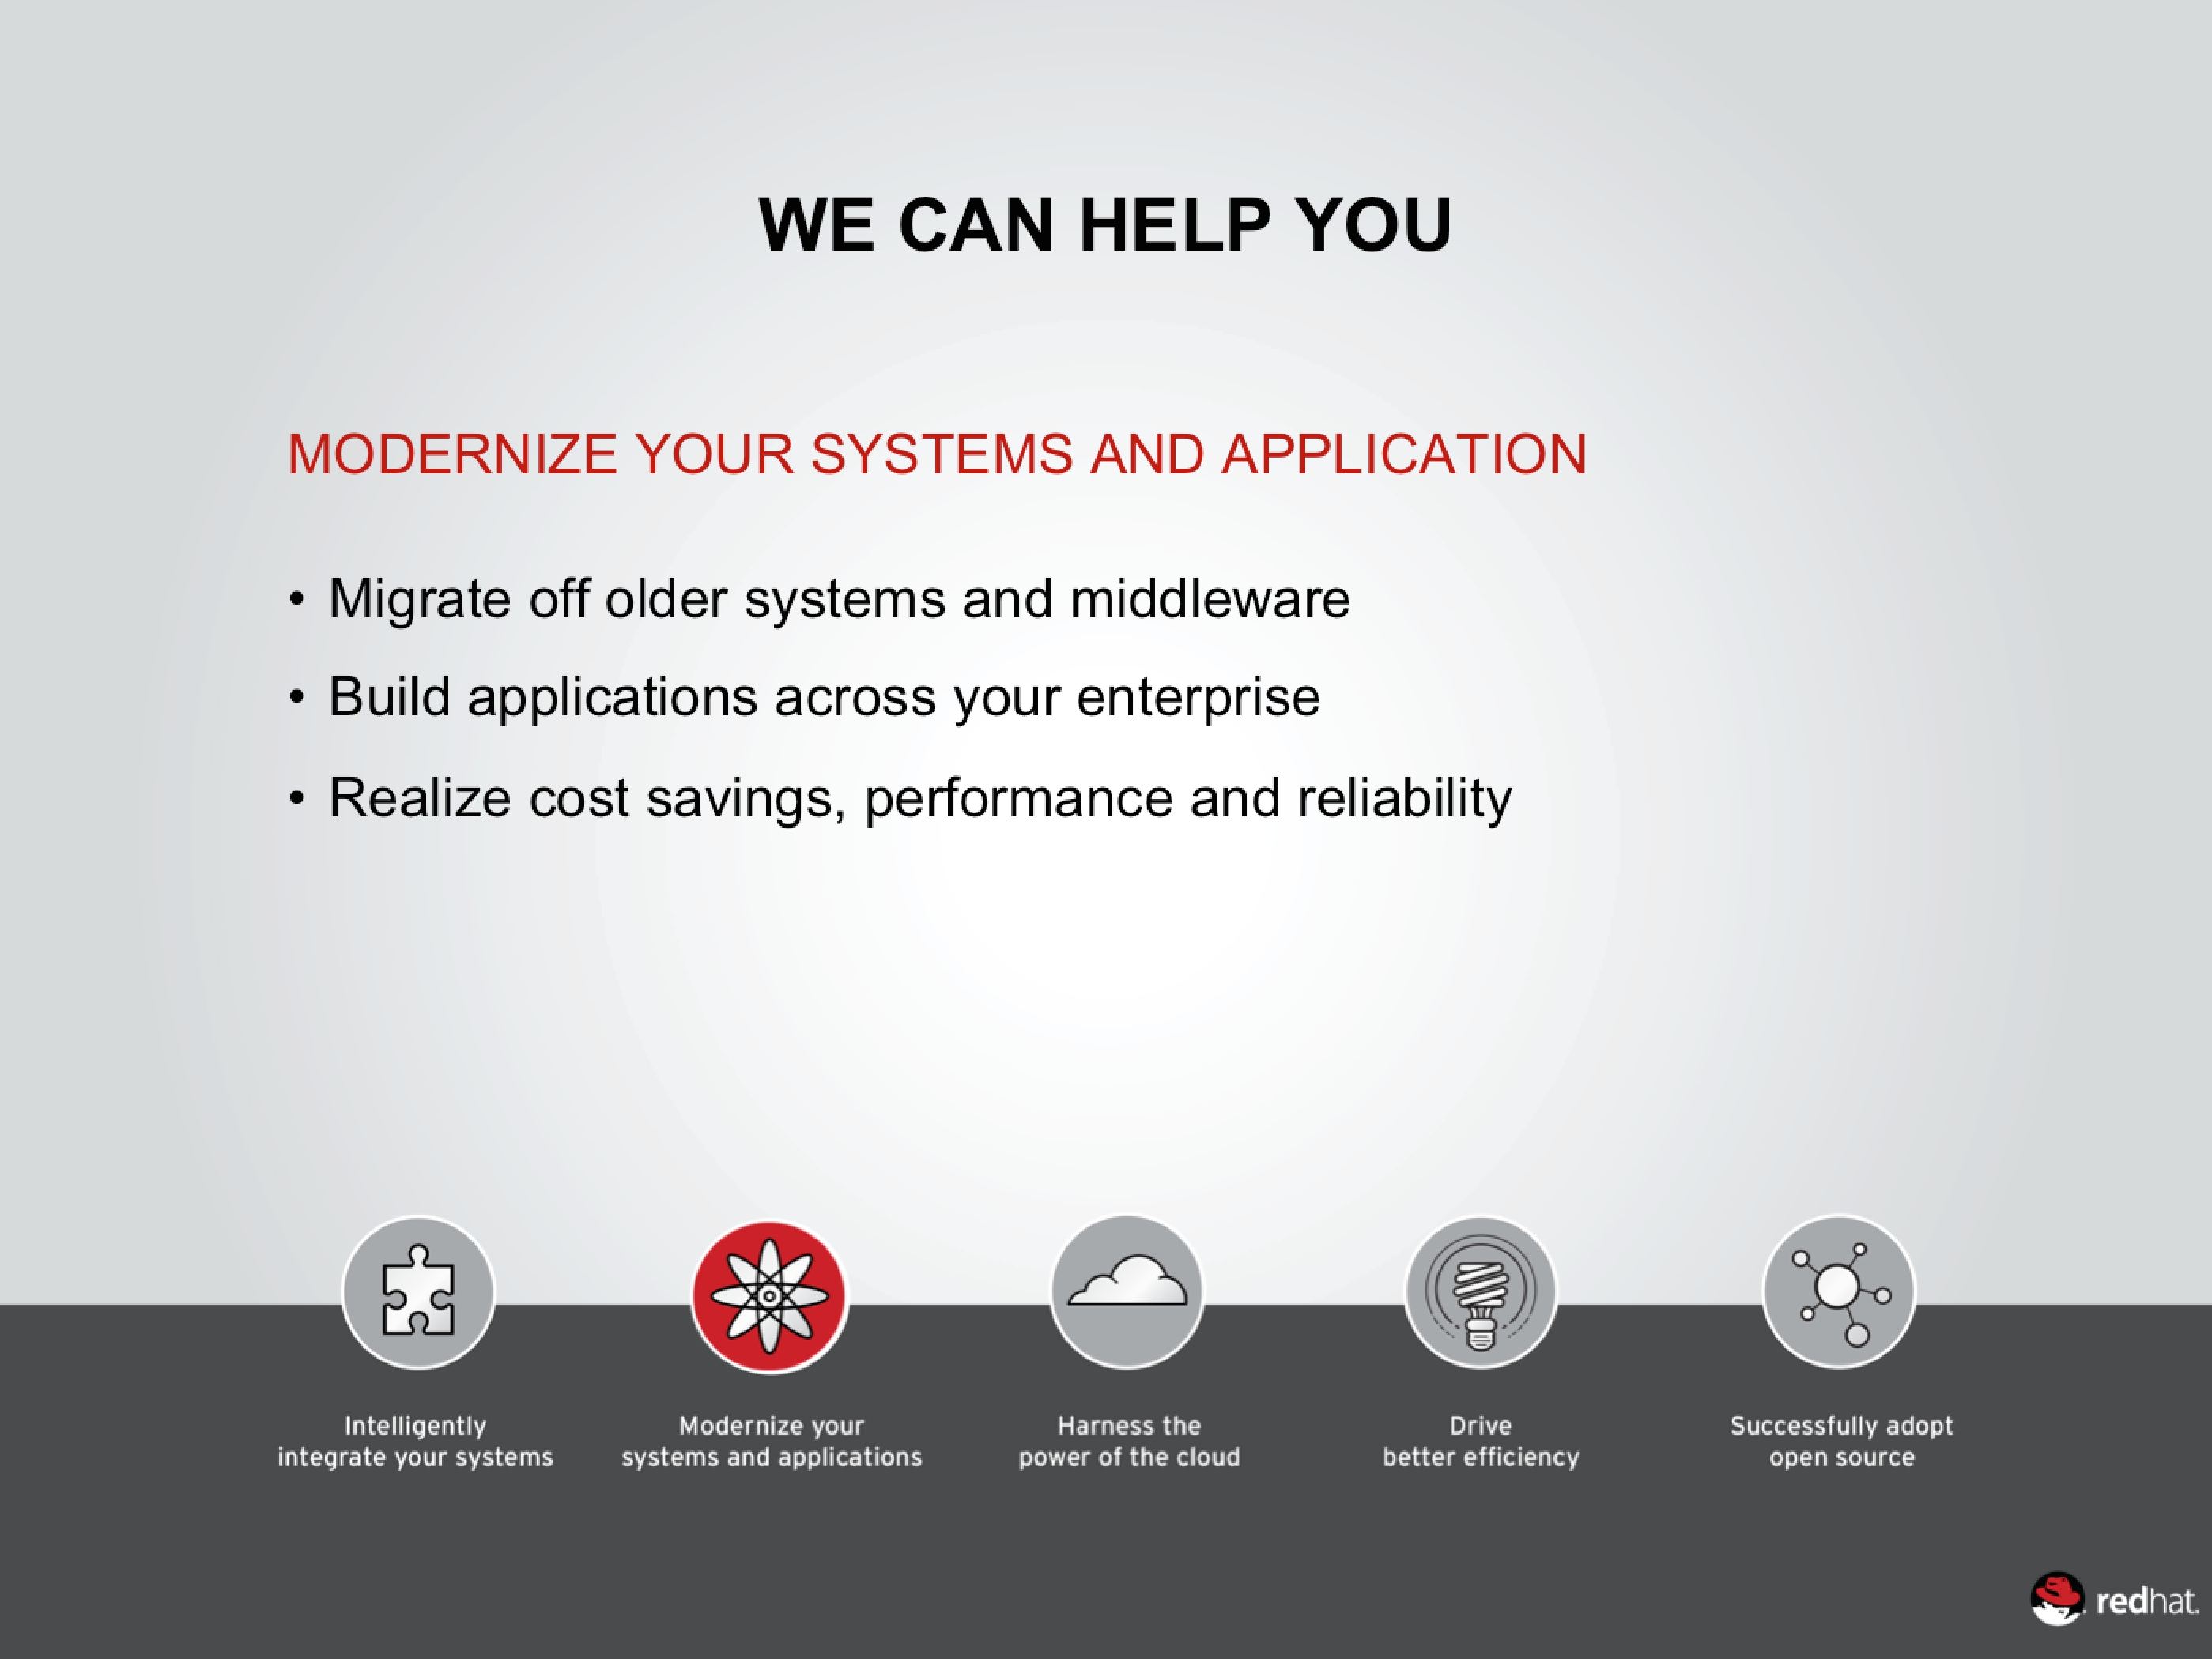 WE CAN HELP YOU
MODERNIZE YOUR SYSTEMS AND APPLICATION
• Migrate off older systems and middleware
• Build applications across your enterprise
• Realize cost savings, performance and reliability
Intelligently
integrate your systems
Modernize your
systems and applications
Harness the
power of the cloud
Drive
better efficiency
Successfully adopt
open source
redhat.